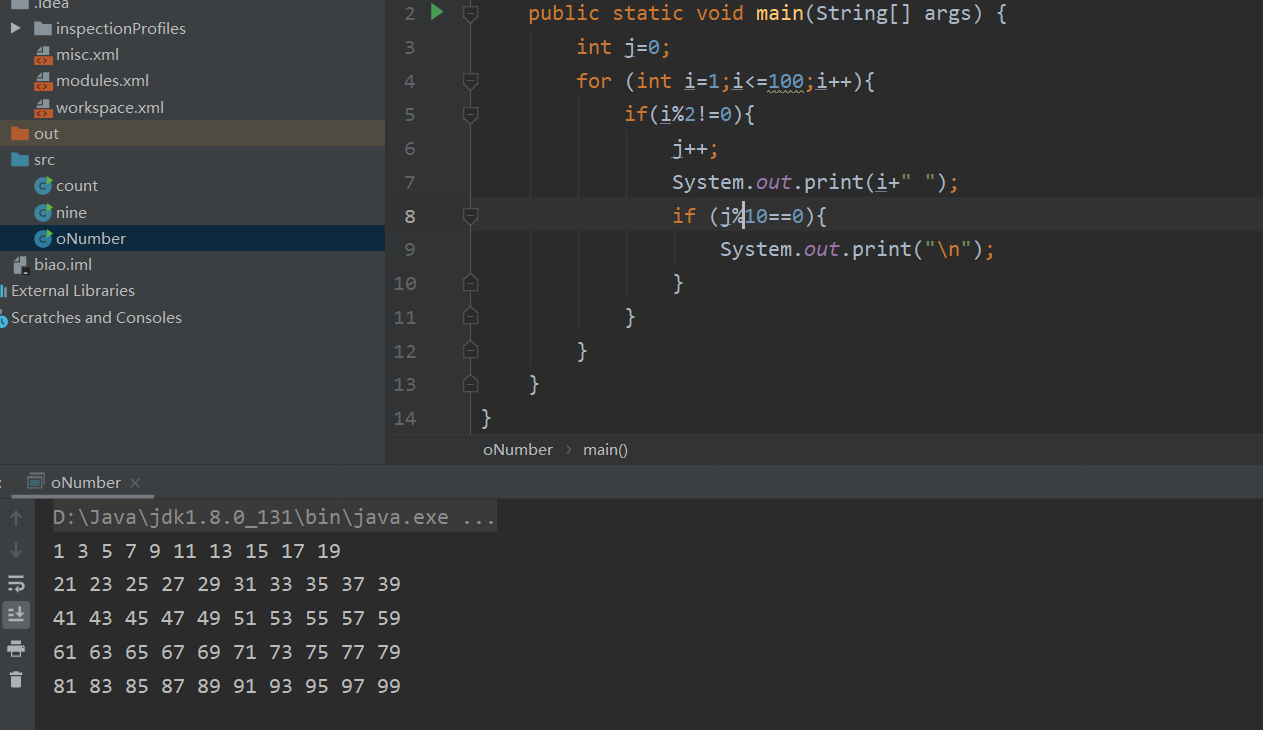 .idea
inspectionProfiles
misc.xml
modules.xml
workspace.xml
out
src
count
nine
oNumber
biao.iml
External Libraries
Scratches and Consoles
2 public static void main(String[] args) {
3 int j=0;
4 for (int i=1;i<=100;i++){
5 if(i%2!=0){
6 j++;
7 System.out.print(i+" ");
8 if (j%10==0){
9 System.out.print("\n");
10 }
11 }
12 }
13 }
14 }
oNumber > main()
: oNumber ×
D:\Java\jdk1.8.0_131\bin\java.exe ...
1 3 5 7 9 11 13 15 17 19
21 23 25 27 29 31 33 35 37 39
41 43 45 47 49 51 53 55 57 59
61 63 65 67 69 71 73 75 77 79
81 83 85 87 89 91 93 95 97 99